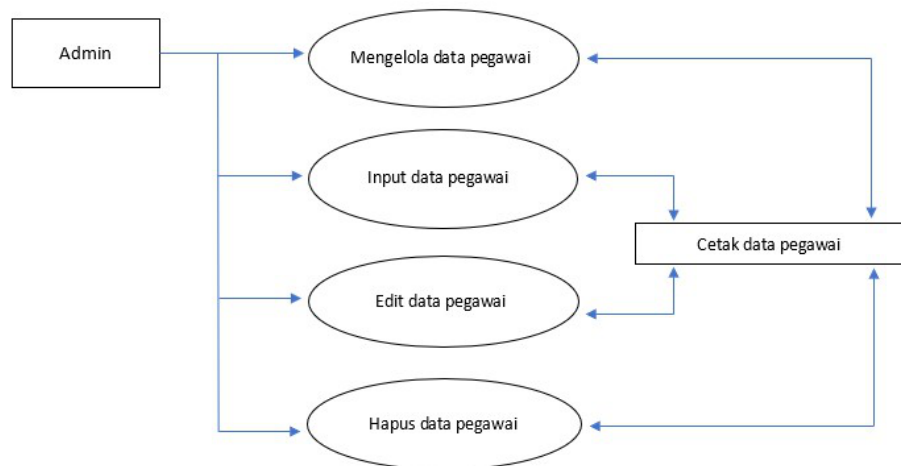 Admin
Mengelola data pegawai
Input data pegawai
Cetak data pegawai
Edit data pegawai
Hapus data pegawai